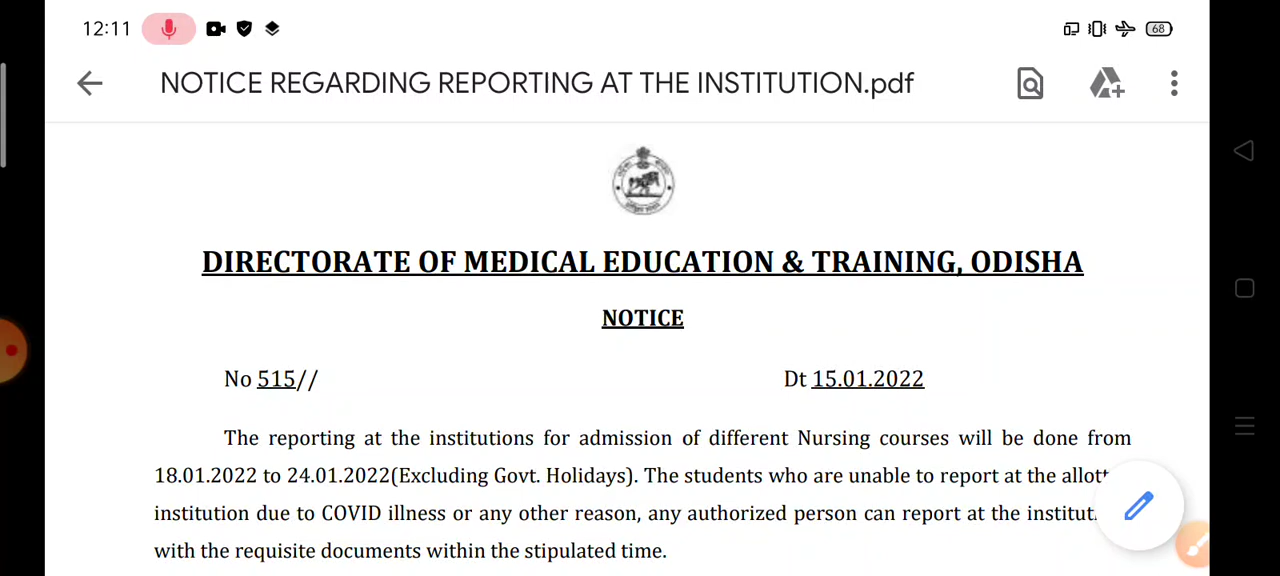 12:11
68
NOTICE REGARDING REPORTING AT THE INSTITUTION.pdf
DIRECTORATE OF MEDICAL EDUCATION & TRAINING, ODISHA
NOTICE
No 515// Dt 15.01.2022
The reporting at the institutions for admission of different Nursing courses will be done from
18.01.2022 to 24.01.2022(Excluding Govt. Holidays). The students who are unable to report at the
institution due to COVID illness or any other reason, any authorized person can report at the
with the requisite documents within the stipulated time.